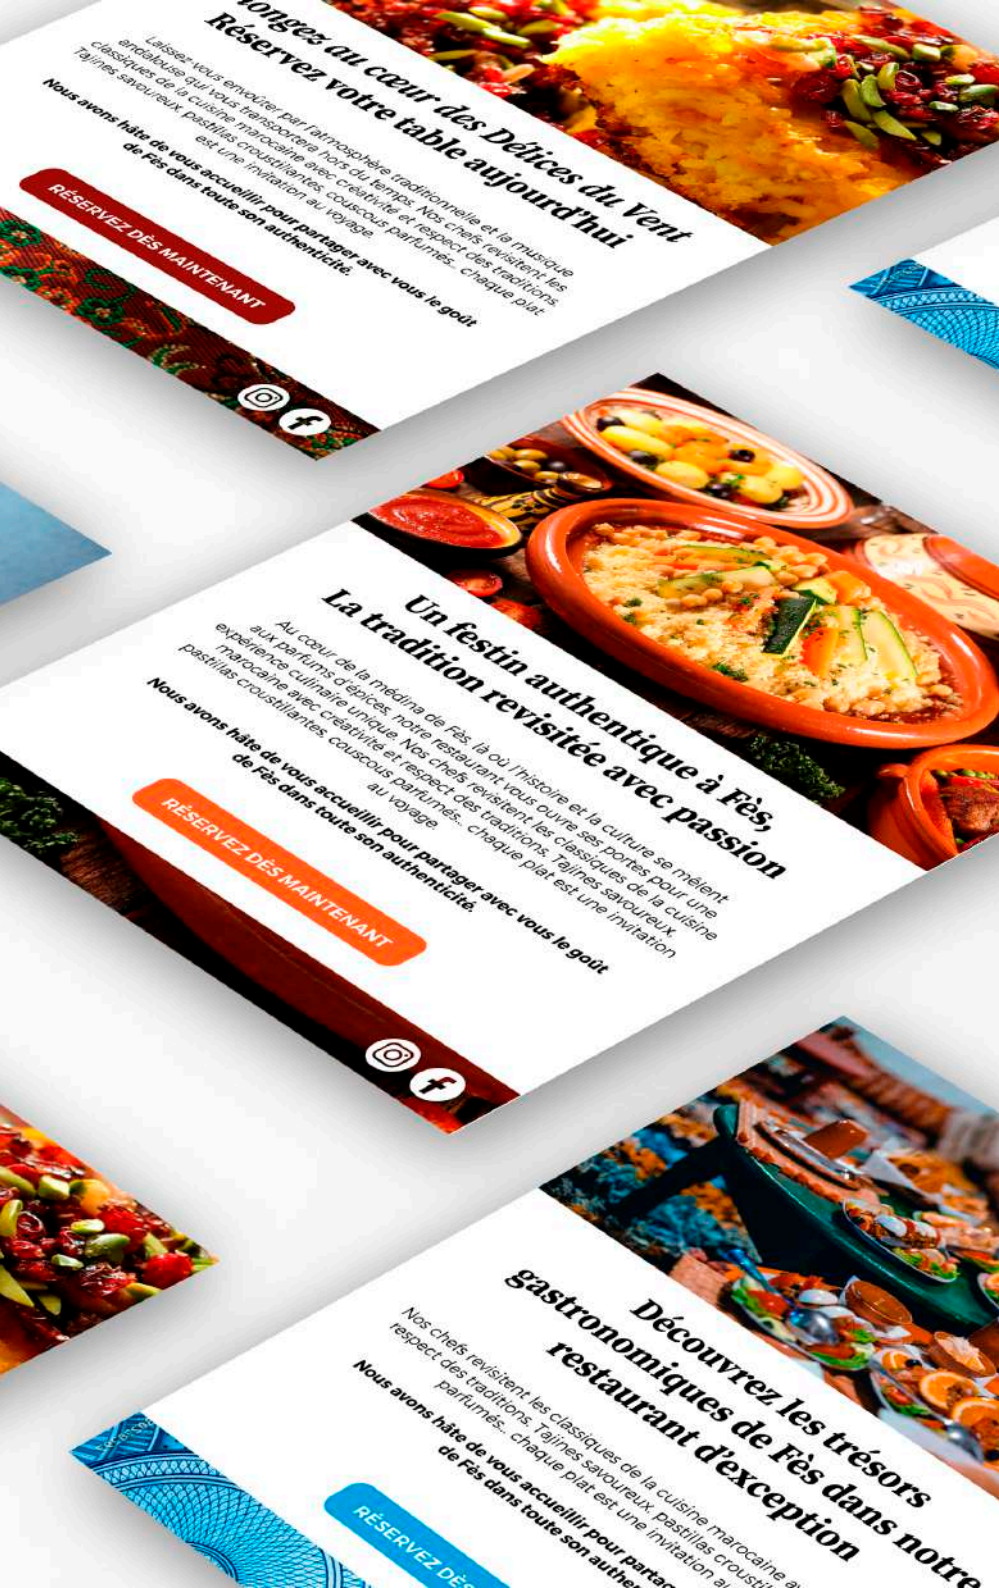 ongez au cœur des Délices du Vent
Réservez votre table aujourd'hui
Laissez-vous envoûrer par l'atmosphère traditionnelle et la musique
andalouse qui vous transportera hors du temps. Nos chefs revisitent les
classiques de la cuisine marocaine avec créativité et respect des traditions.
Tajines savoureux, pastillas croustillantes, couscous parfumés... chaque plat
est une invitation au voyage.
Nous avons hâte de vous accueillir pour partager avec vous le goût
de Fès dans toute son authenticité.
RÉSERVEZ DÈS MAINTENANT
Un festin authentique à Fès,
La tradition revisitée avec passion
Au cœur de la médina de Fès, là où l'histoire et la culture se mêlent
aux parfums d'épices, notre restaurant vous ouvre ses portes pour une
expérience culinaire unique. Nos chefs revisitent les classiques de la cuisine
marocaine avec créativité et respect des traditions. Tajines savoureux,
pastillas croustillantes, couscous parfumés... chaque plat est une invitation
au voyage.
Nous avons hâte de vous accueillir pour partager avec vous le goût
de Fès dans toute son authenticité.
RÉSERVEZ DÈS MAINTENANT
Découvrez les trésors
gastronomiques de Fès dans notre
restaurant d'exception
Nos chefs revisitent les classiques de la cuisine marocaine a
respect des traditions. Tajines savoureux, pastillas crousti
parfumés... chaque plat est une invitation a
Nous avons hâte de vous accueillir pour partag
de Fès dans toute son authe
RÉSERVEZ DÈS